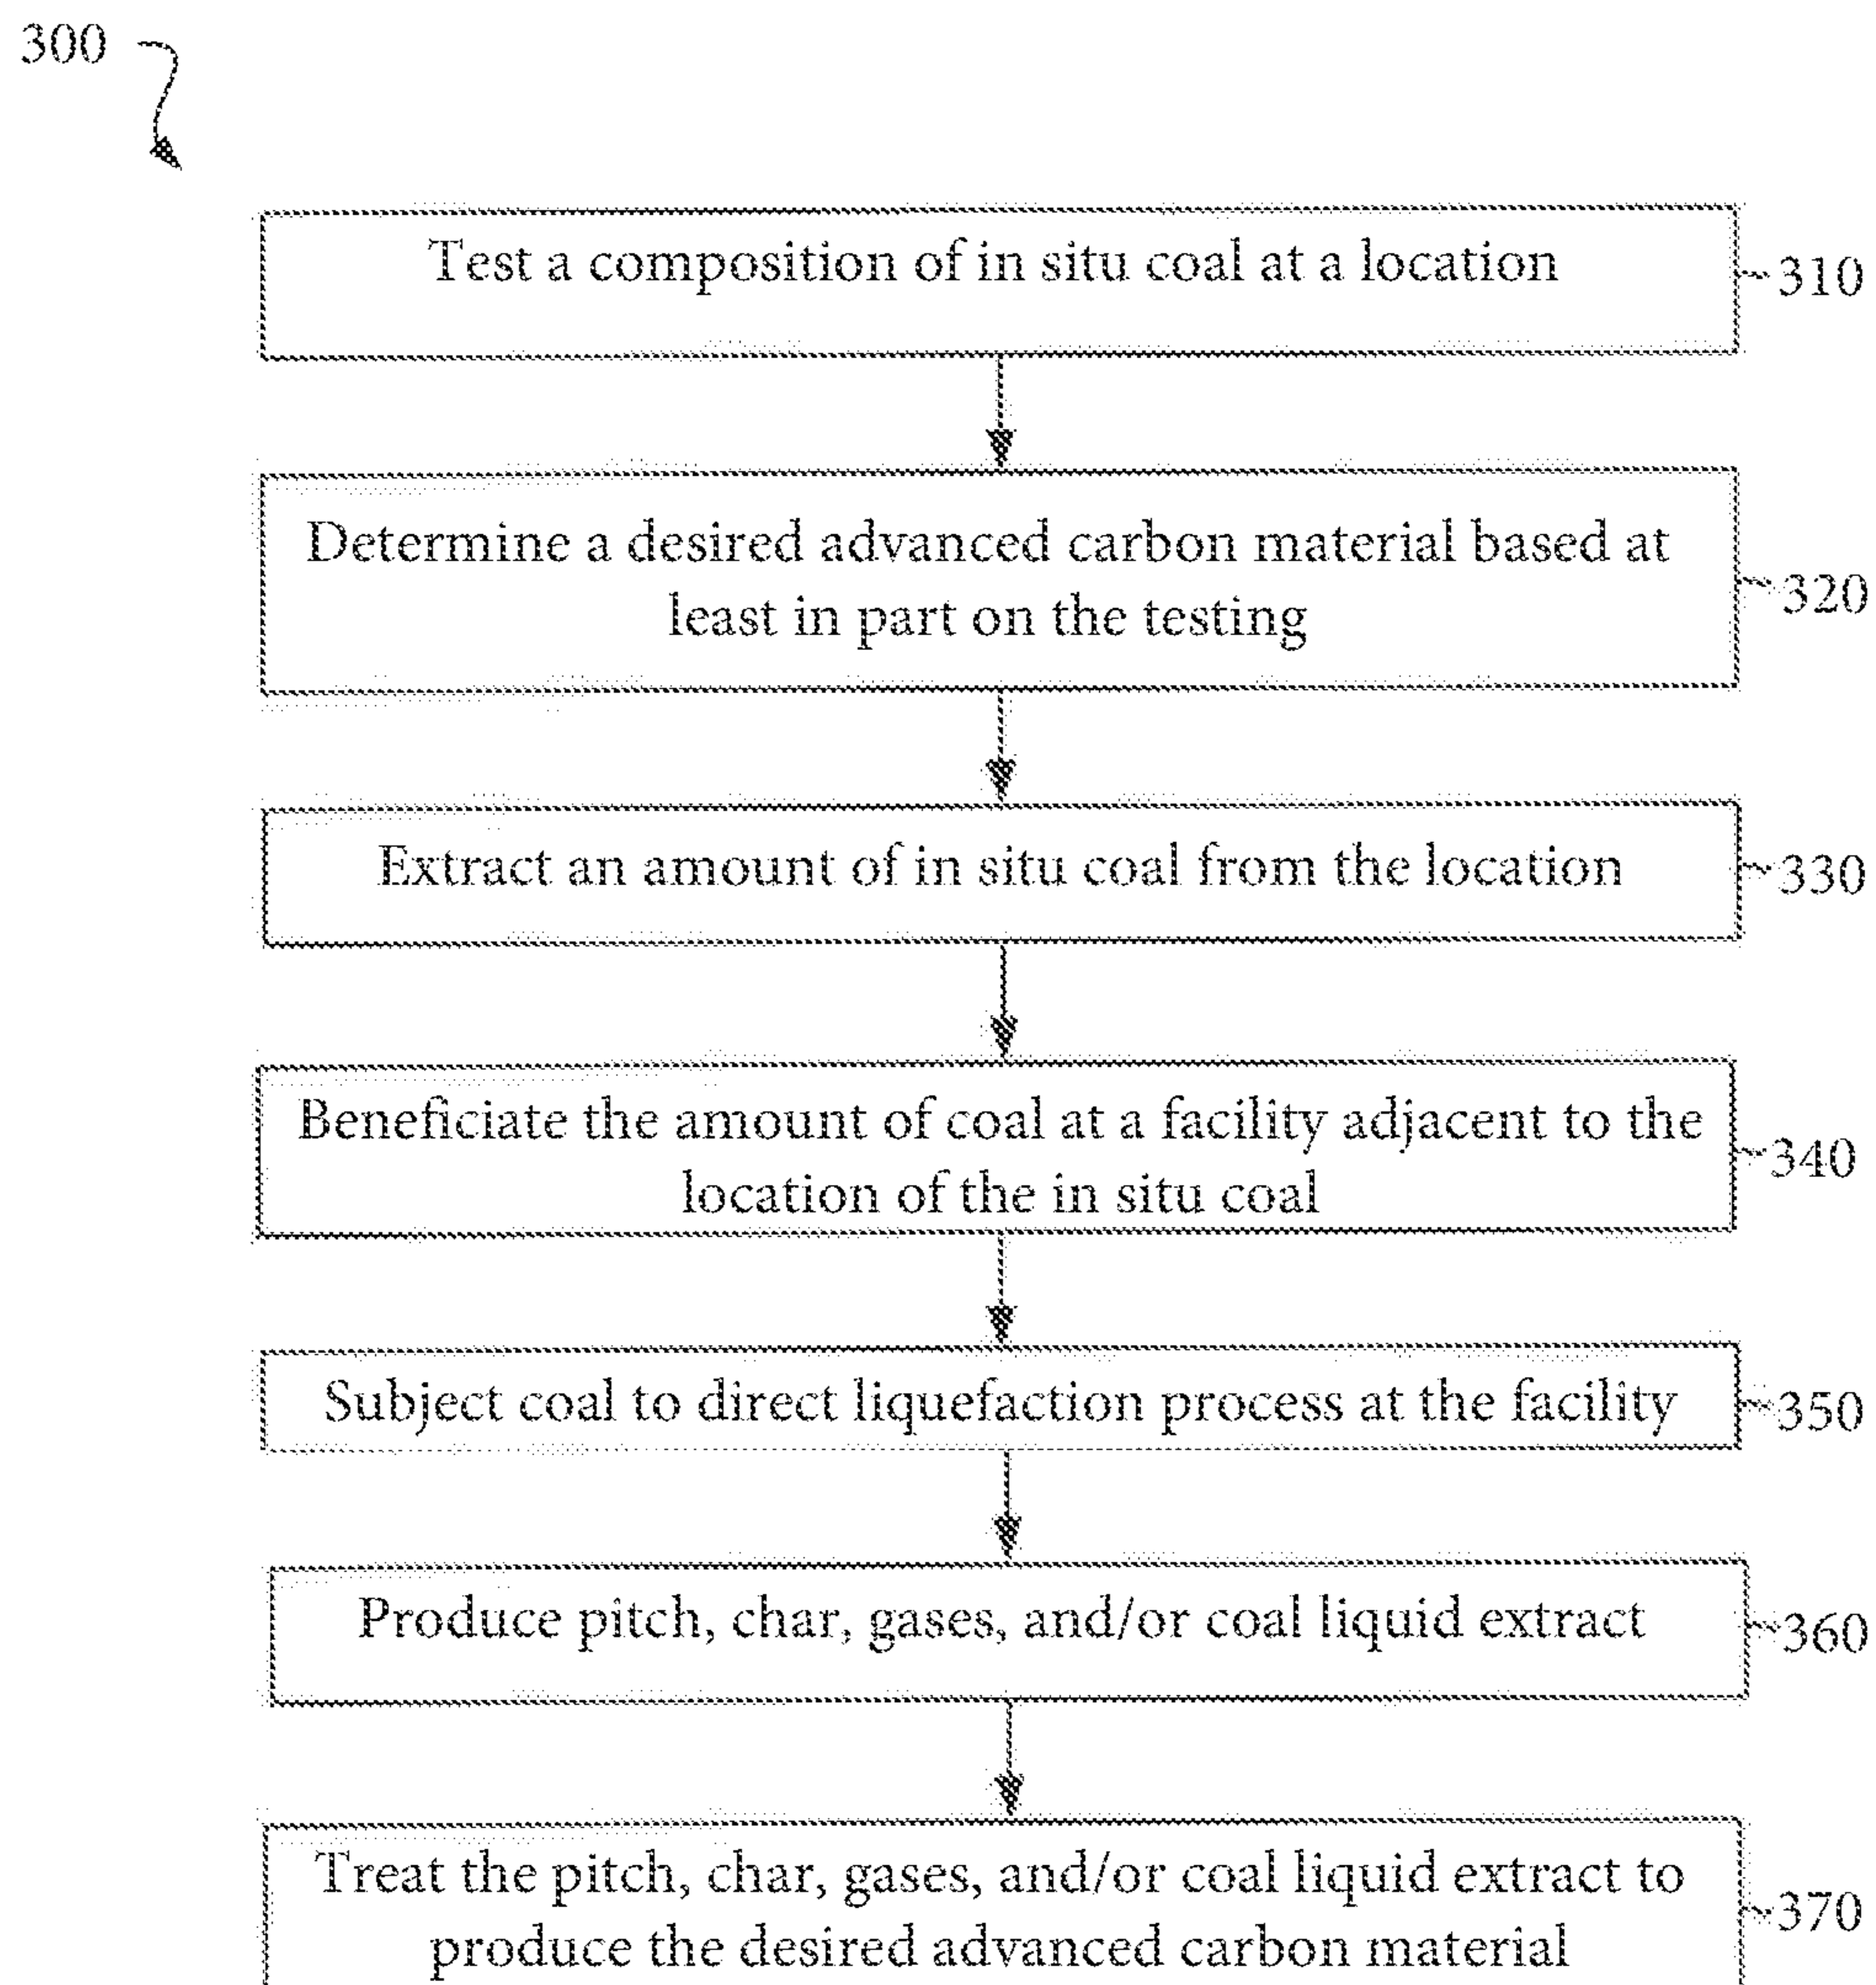 300
Test a composition of in situ coal at a location
310
Determine a desired advanced carbon material based at
least in part on the testing
320
Extract an amount of in situ coal from the location
330
Beneficiate the amount of coal at a facility adjacent to the
location of the in situ coal
340
Subject coal to direct liquefaction process at the facility
350
Produce pitch, char, gases, and/or coal liquid extract
360
Treat the pitch, char, gases, and/or coal liquid extract to
produce the desired advanced carbon material
370